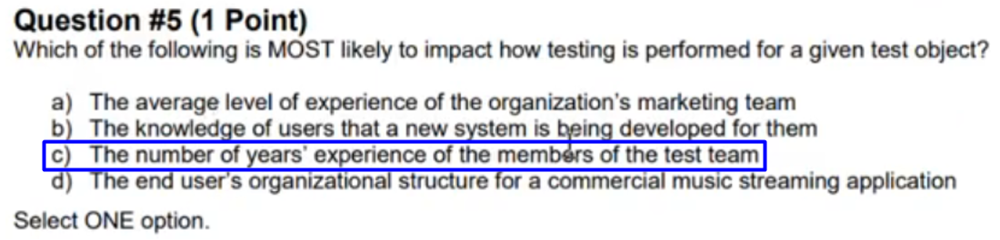 Question #5 (1 Point)
Which of the following is MOST likely to impact how testing is performed for a given test object?
a) The average level of experience of the organization's marketing team
b) The knowledge of users that a new system is being developed for them
c) The number of years' experience of the members of the test team
d) The end user's organizational structure for a commercial music streaming application
Select ONE option.